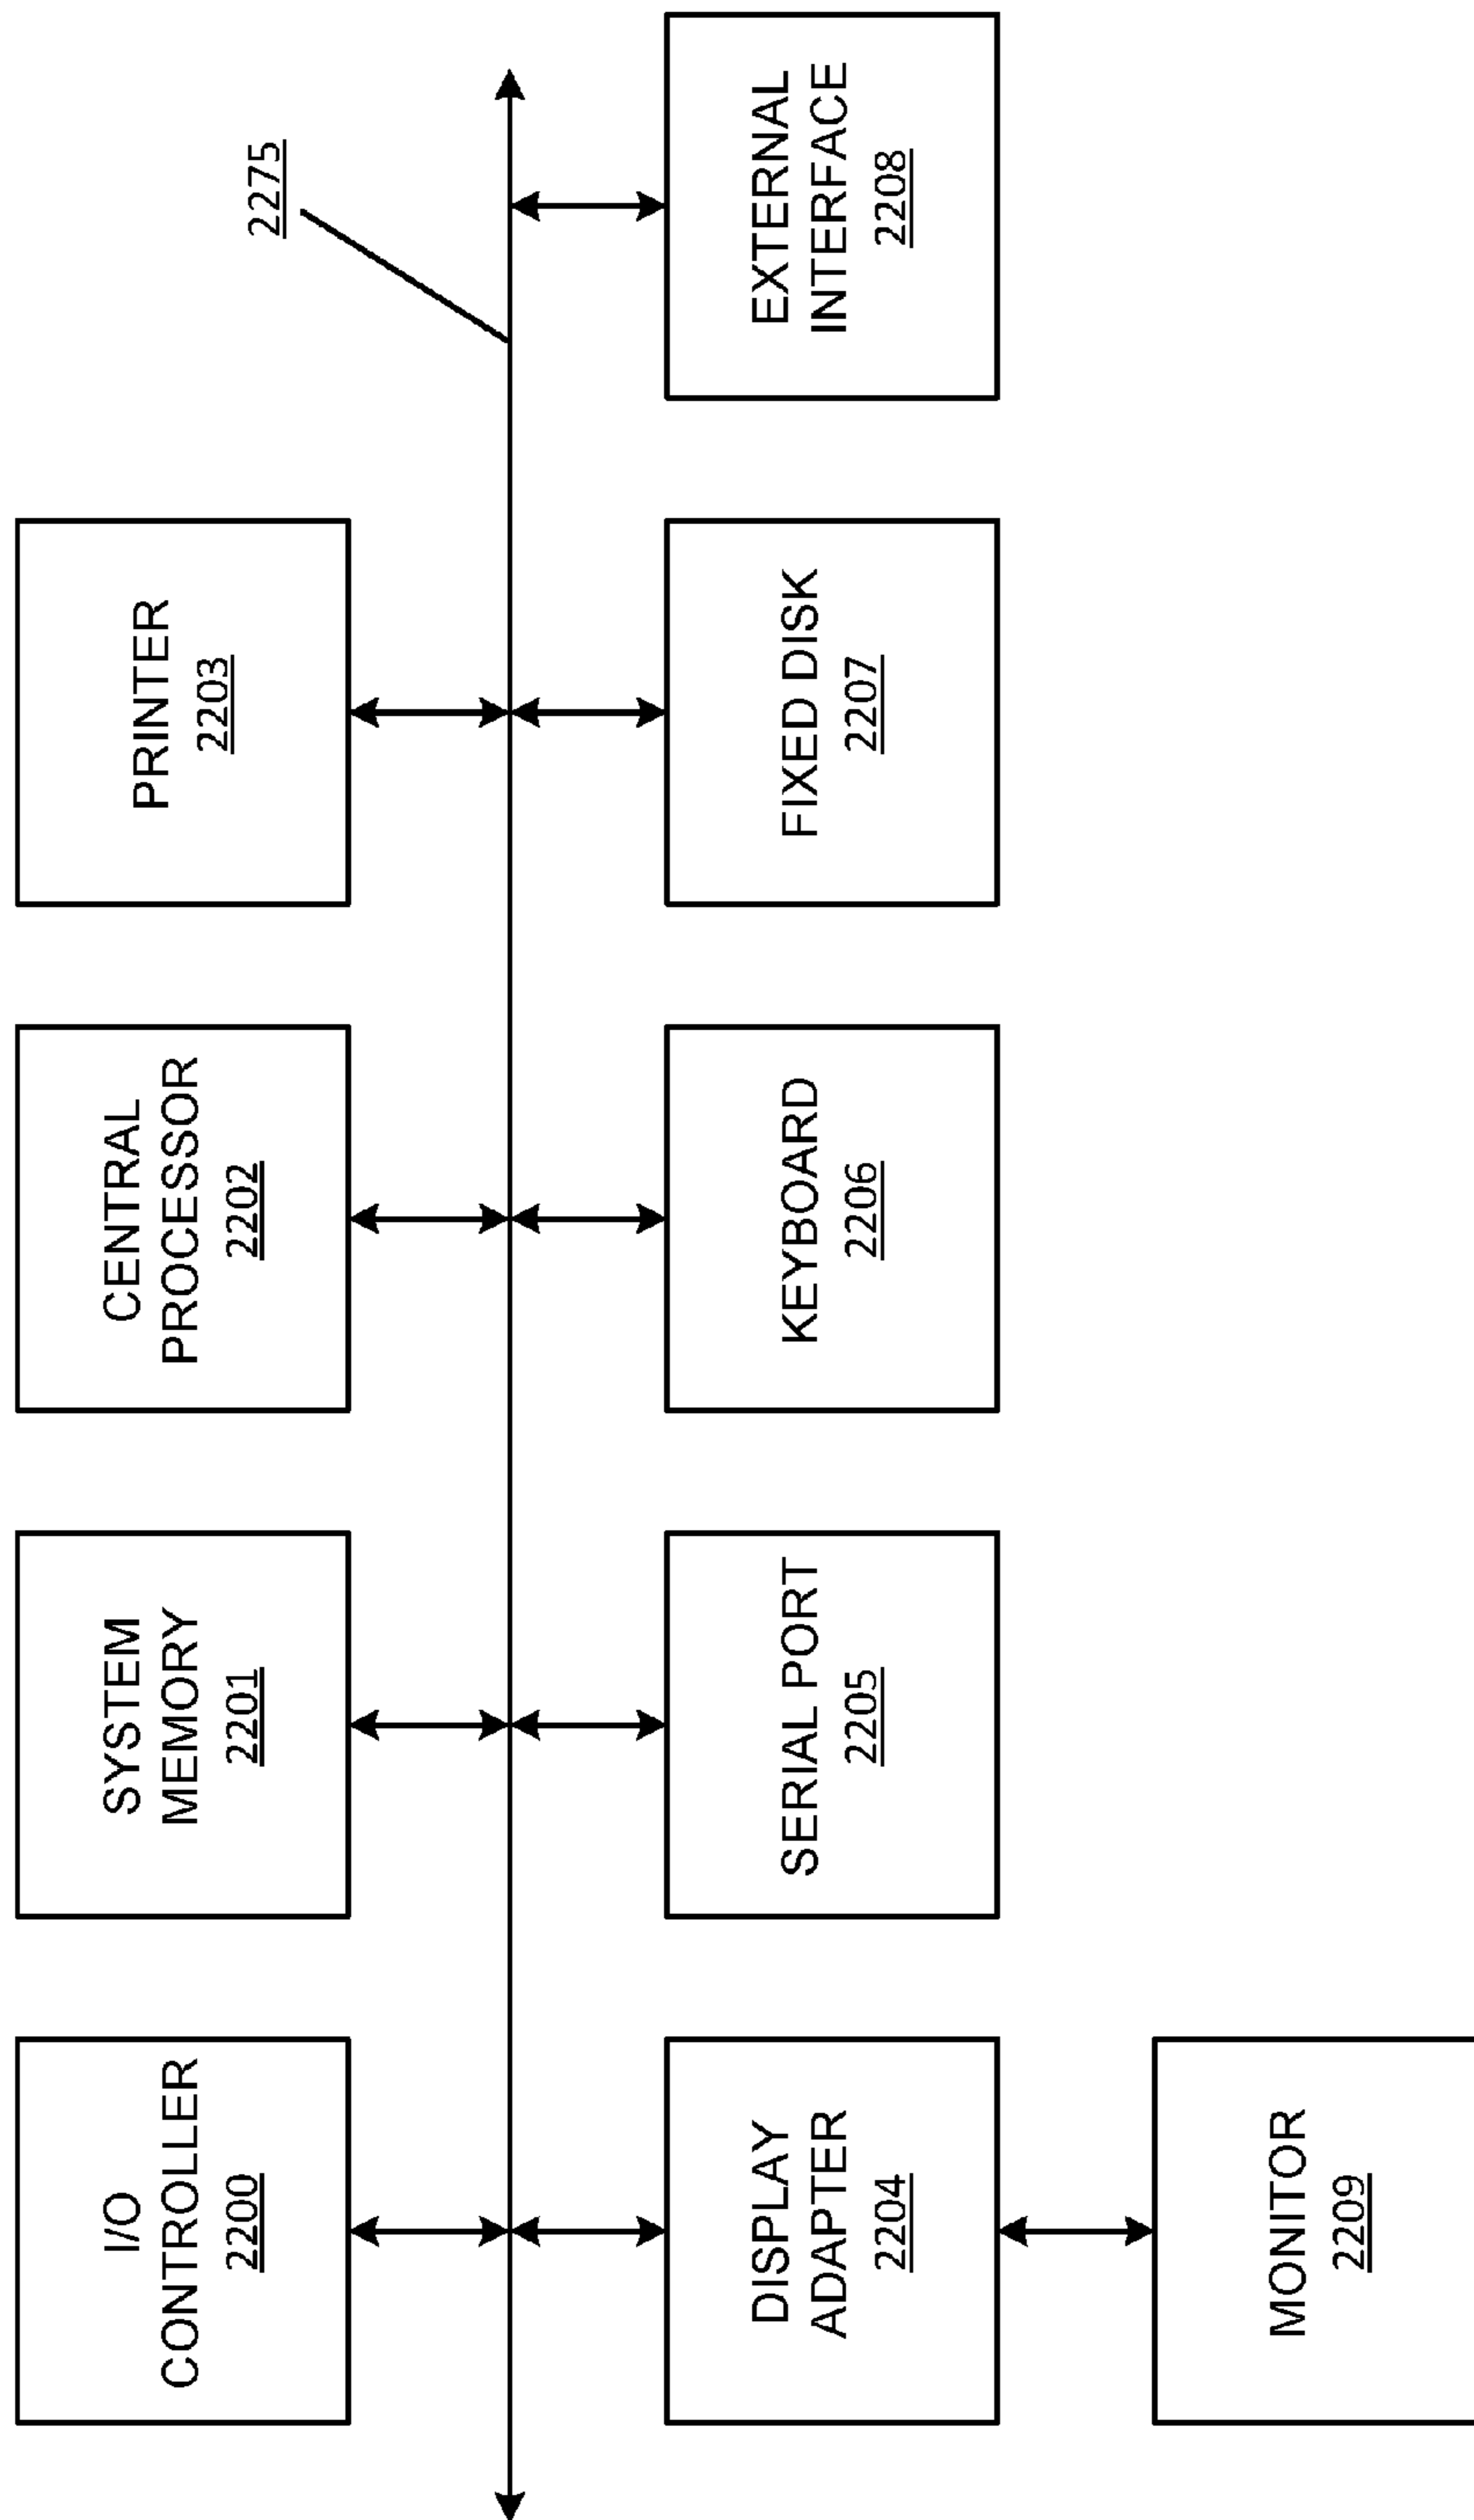 I/O
CONTROLLER
2200
SYSTEM
MEMORY
2201
CENTRAL
PROCESSOR
2202
PRINTER
2203
2275
DISPLAY
ADAPTER
2204
SERIAL PORT
2205
KEYBOARD
2206
FIXED DISK
2207
EXTERNAL
INTERFACE
2208
MONITOR
2209